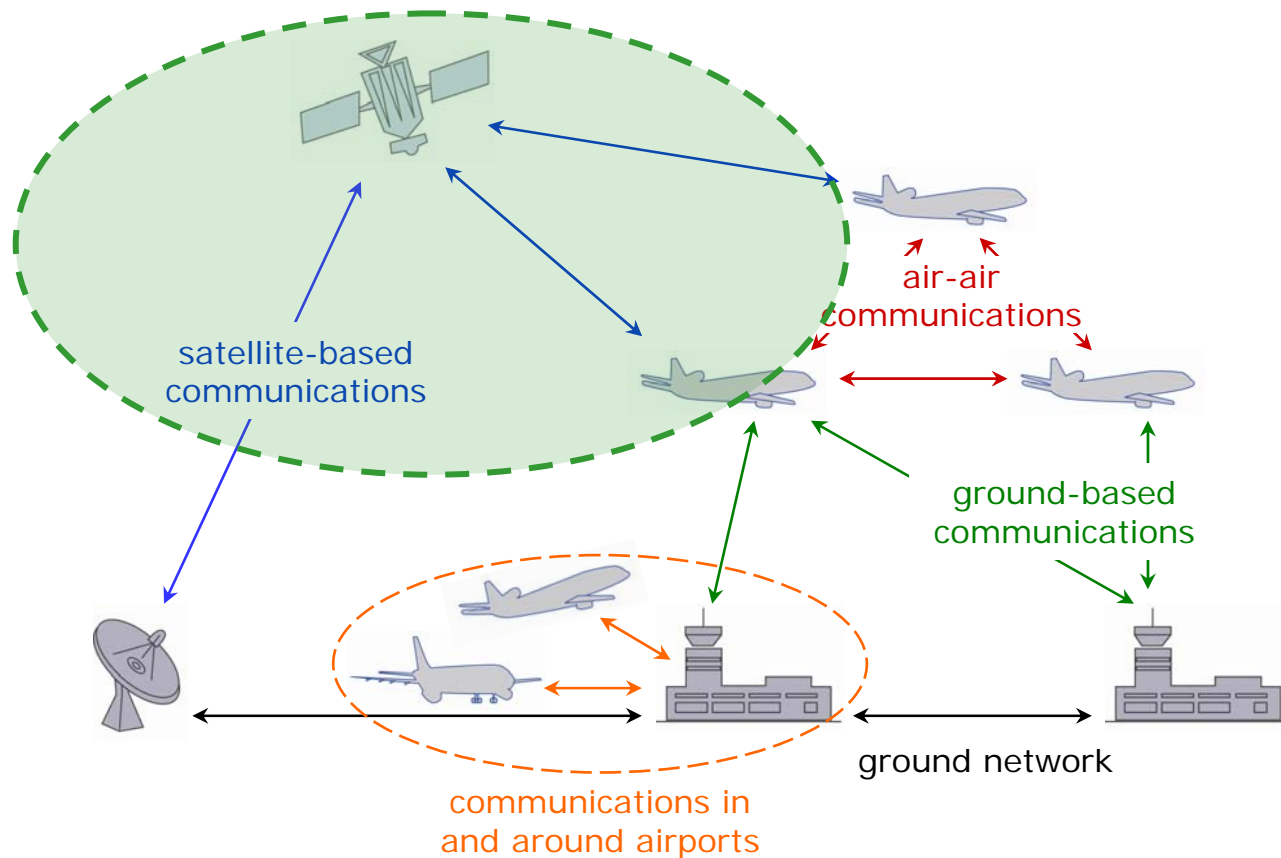 air-air
communications
satellite-based
communications
ground-based
communications
ground network
communications in
and around airports